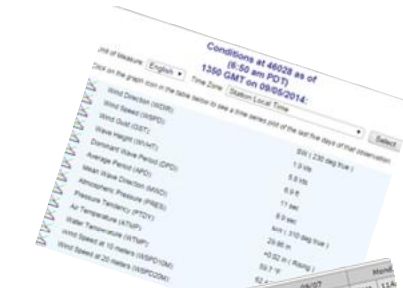 Conditions at 46028 as of
(6:50 am PDT)
1350 GMT on 09/05/2014:
Unit of Measure: English Time Zone: Station Local Time Select
Click on the graph icon in the table below to see a time series plot of the last five days of that observation
Wind Direction (WDIR): SW ( 230 deg true )
Wind Speed (WSPD): 1.9 kts
Wind Gust (GST): 5.8 kts
Wave Height (WVHT): 6.9 ft
Dominant Wave Period (DPD): 11 sec
Average Period (APD): 6.9 sec
Mean Wave Direction (MWD): NW ( 310 deg true )
Atmospheric Pressure (PRES): 29.86 in
Pressure Tendency (PTDY): +0.02 in ( Rising )
Air Temperature (ATMP): 59.7 °F
Water Temperature (WTMP):
Wind Speed at 10 meters (WSPD10M)
Wind Speed at 20 meters (WSPD20M)
09/07